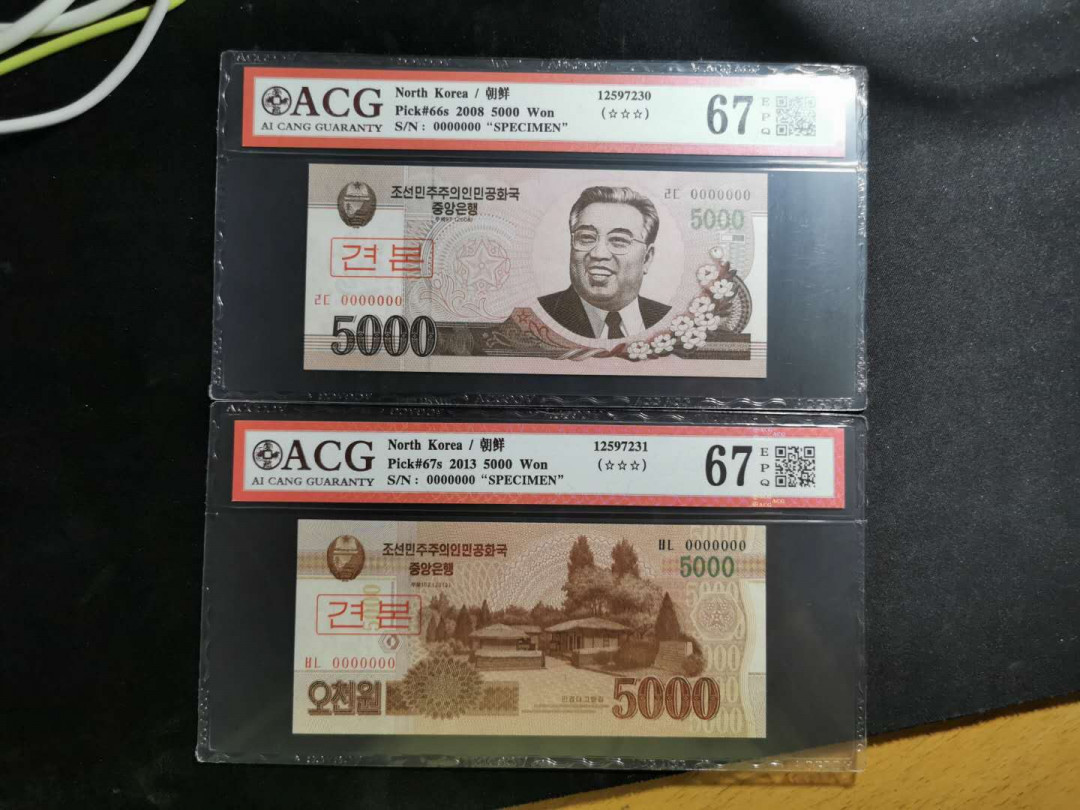 ACG
AI CANG GUARANTY
North Korea / 朝鲜
Pick#66s 2008 5000 Won
S/N : 0000000 “SPECIMEN”
12597230
(☆☆☆)
67
E
P
Q
조선민주주의인민공화국
중앙은행
견본
ㄹㄷ 0000000
5000
ㄹㄷ 0000000
5000
ACG
AI CANG GUARANTY
North Korea / 朝鲜
Pick#67s 2013 5000 Won
S/N : 0000000 “SPECIMEN”
12597231
(☆☆☆)
67
E
P
Q
조선민주주의인민공화국
중앙은행
견본
ㅂㄴ 0000000
5000
ㅂㄴ 0000000
오천원
5000